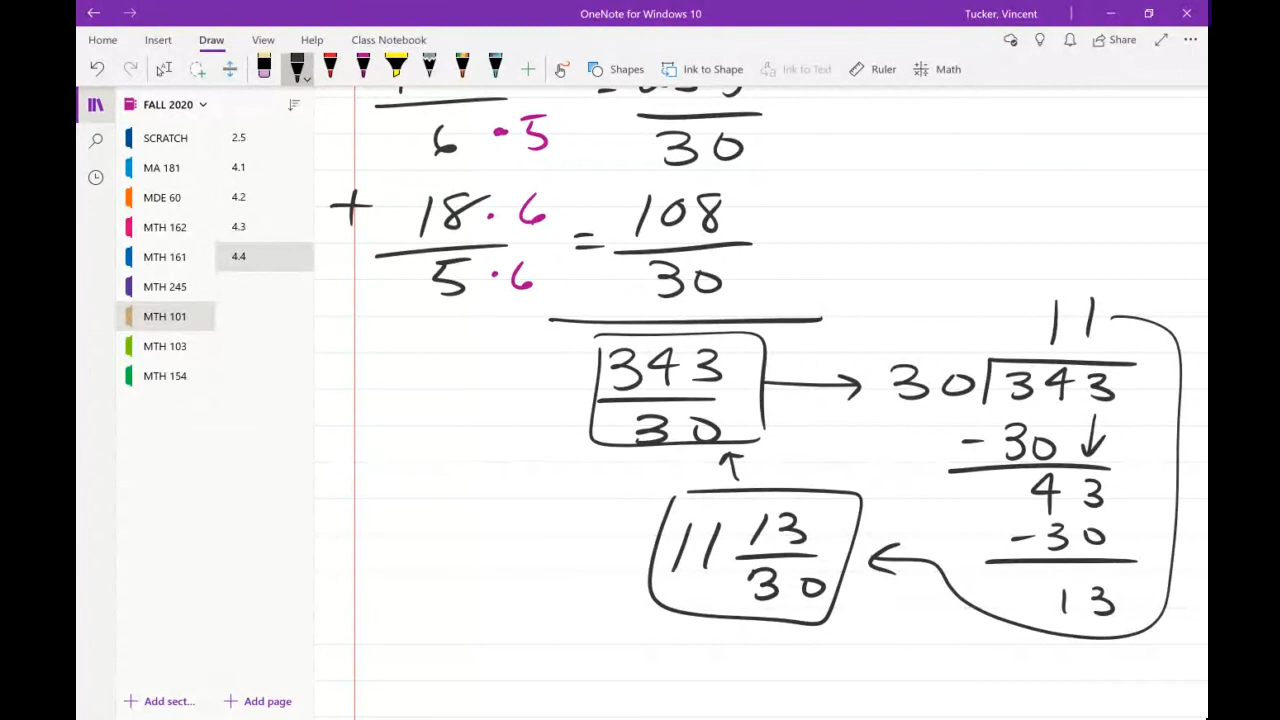 OneNote for Windows 10
Tucker, Vincent
Home Insert Draw View Help Class Notebook
Share
Shapes Ink to Shape Ink to Text Ruler Math
FALL 2020
SCRATCH
MA 181
MDE 60
MTH 162
MTH 161
MTH 245
MTH 101
MTH 103
MTH 154
2.5
4.1
4.2
4.3
4.4
Add sect...
Add page
6 · 5
30
+ 18 · 6 = 108
5 · 6
30
343
30
11 13
30
11
30 343
- 30
43
- 30
13